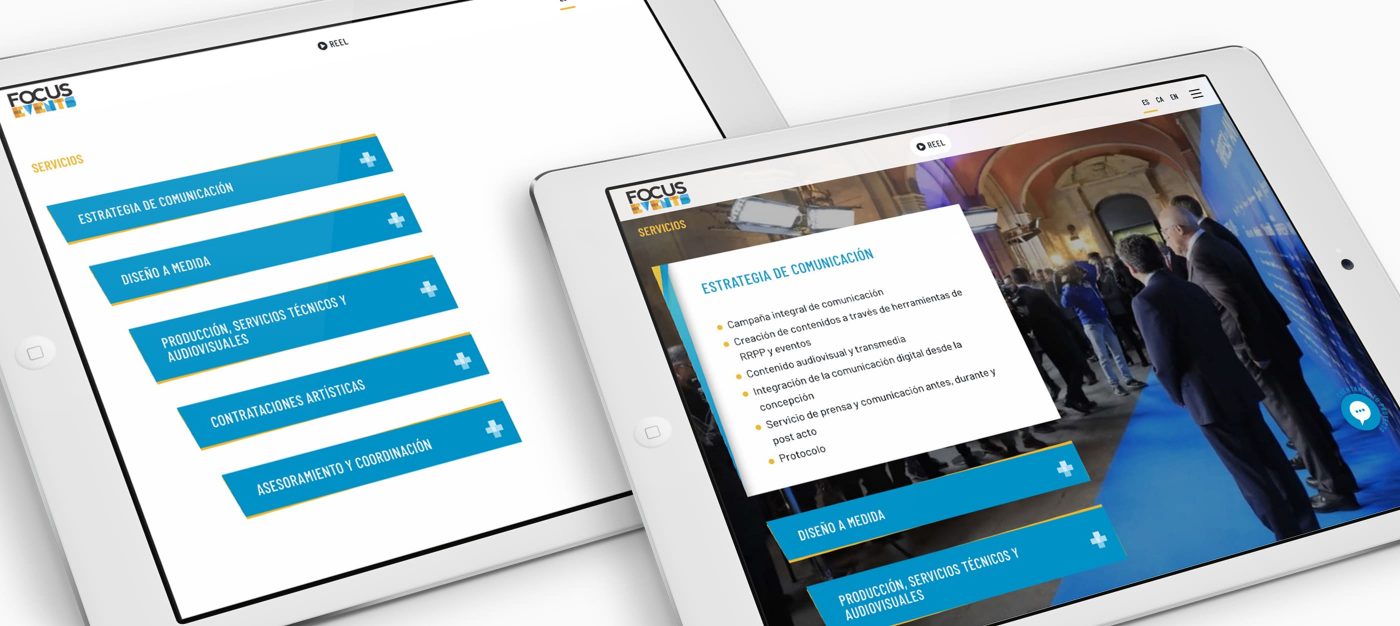 REEL
FOCUS
EVENTS
SERVICIOS
ESTRATEGIA DE COMUNICACIÓN
DISEÑO A MEDIDA
PRODUCCIÓN, SERVICIOS TÉCNICOS Y
AUDIOVISUALES
CONTRATACIONES ARTÍSTICAS
ASESORAMIENTO Y COORDINACIÓN
ES CA EN
REEL
FOCUS
EVENTS
SERVICIOS
ESTRATEGIA DE COMUNICACIÓN
Campaña integral de comunicación
Creación de contenidos a través de herramientas de
RRPP y eventos
Contenido audiovisual y transmedia
Integración de la comunicación digital desde la
concepción
Servicio de prensa y comunicación antes, durante y
post acto
Protocolo
DISEÑO A MEDIDA
PRODUCCIÓN, SERVICIOS TÉCNICOS Y
AUDIOVISUALES